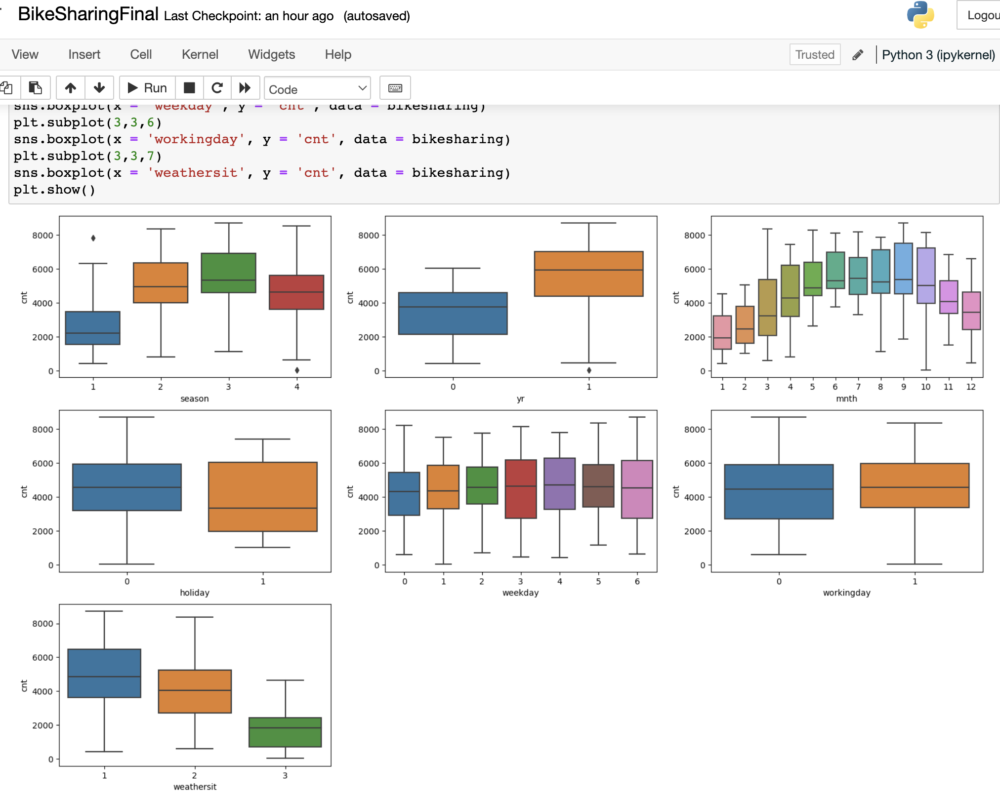 BikeSharingFinal Last Checkpoint: an hour ago (autosaved)
Logou
View Insert Cell Kernel Widgets Help
Trusted
Python 3 (ipykernel)
Run
Code
sns.boxplot(x = 'weekday', y = 'cnt', data = bikesharing)
plt.subplot(3,3,6)
sns.boxplot(x = 'workingday', y = 'cnt', data = bikesharing)
plt.subplot(3,3,7)
sns.boxplot(x = 'weathersit', y = 'cnt', data = bikesharing)
plt.show()
8000
6000
4000
2000
0
cnt
1 2 3 4
season
8000
6000
4000
2000
0
cnt
0 1
yr
8000
6000
4000
2000
0
cnt
1 2 3 4 5 6 7 8 9 10 11 12
mnth
8000
6000
4000
2000
0
cnt
0 1
holiday
8000
6000
4000
2000
0
cnt
0 1 2 3 4 5 6
weekday
8000
6000
4000
2000
0
cnt
0 1
workingday
8000
6000
4000
2000
0
cnt
1 2 3
weathersit